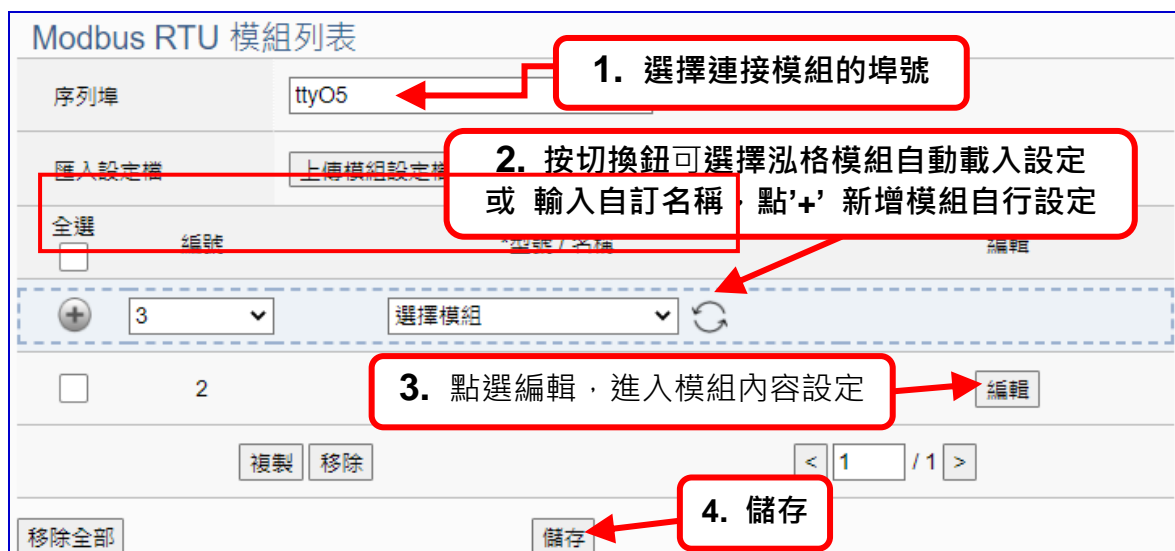 Modbus RTU 模組列表
1. 選擇連接模組的埠號
序列埠 ttyO5
2. 按切換鈕可選擇泓格模組自動載入設定
或 輸入自訂名稱，點’+’ 新增模組自行設定
匯入設定檔 上傳模組設定檔
全選
編號 *型號 / 名稱 編輯
3 選擇模組
2 編輯
3. 點選編輯，進入模組內容設定
複製 移除 < 1 / 1 >
4. 儲存
移除全部 儲存